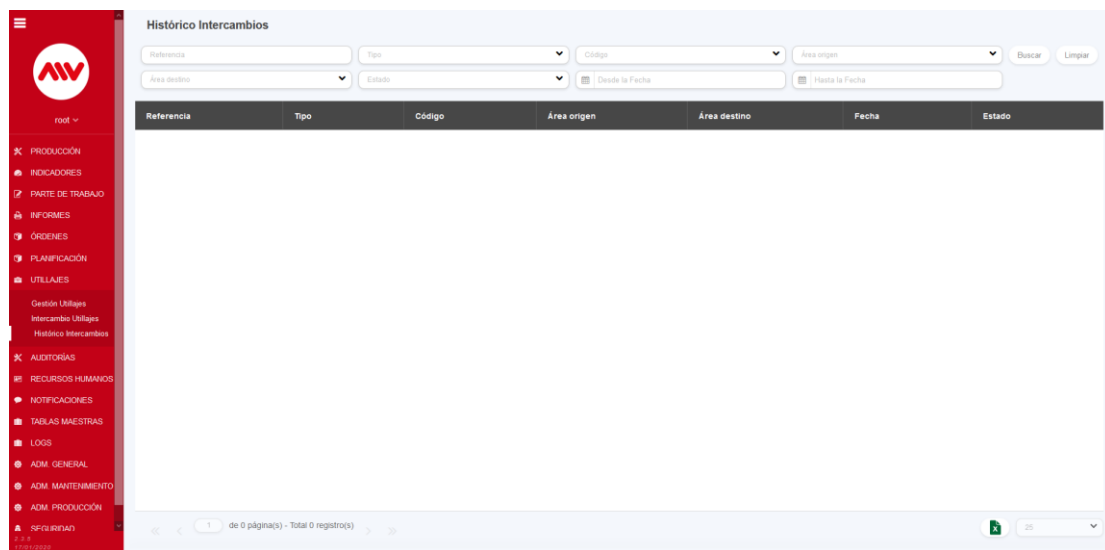 Histórico Intercambios
Referencia Tipo Código Área origen Buscar Limpiar
Área destino Estado Desde la Fecha Hasta la Fecha
Referencia Tipo Código Área origen Área destino Fecha Estado
root
PRODUCCIÓN
INDICADORES
PARTE DE TRABAJO
INFORMES
ÓRDENES
PLANIFICACIÓN
UTILLAJES
Gestión Utillajes
Intercambio Utillajes
Histórico Intercambios
AUDITORÍAS
RECURSOS HUMANOS
NOTIFICACIONES
TABLAS MAESTRAS
LOGS
ADM. GENERAL
ADM. MANTENIMIENTO
ADM. PRODUCCIÓN
SEGURIDAD
17/01/2020
1 de 0 página(s) - Total 0 registro(s) 25